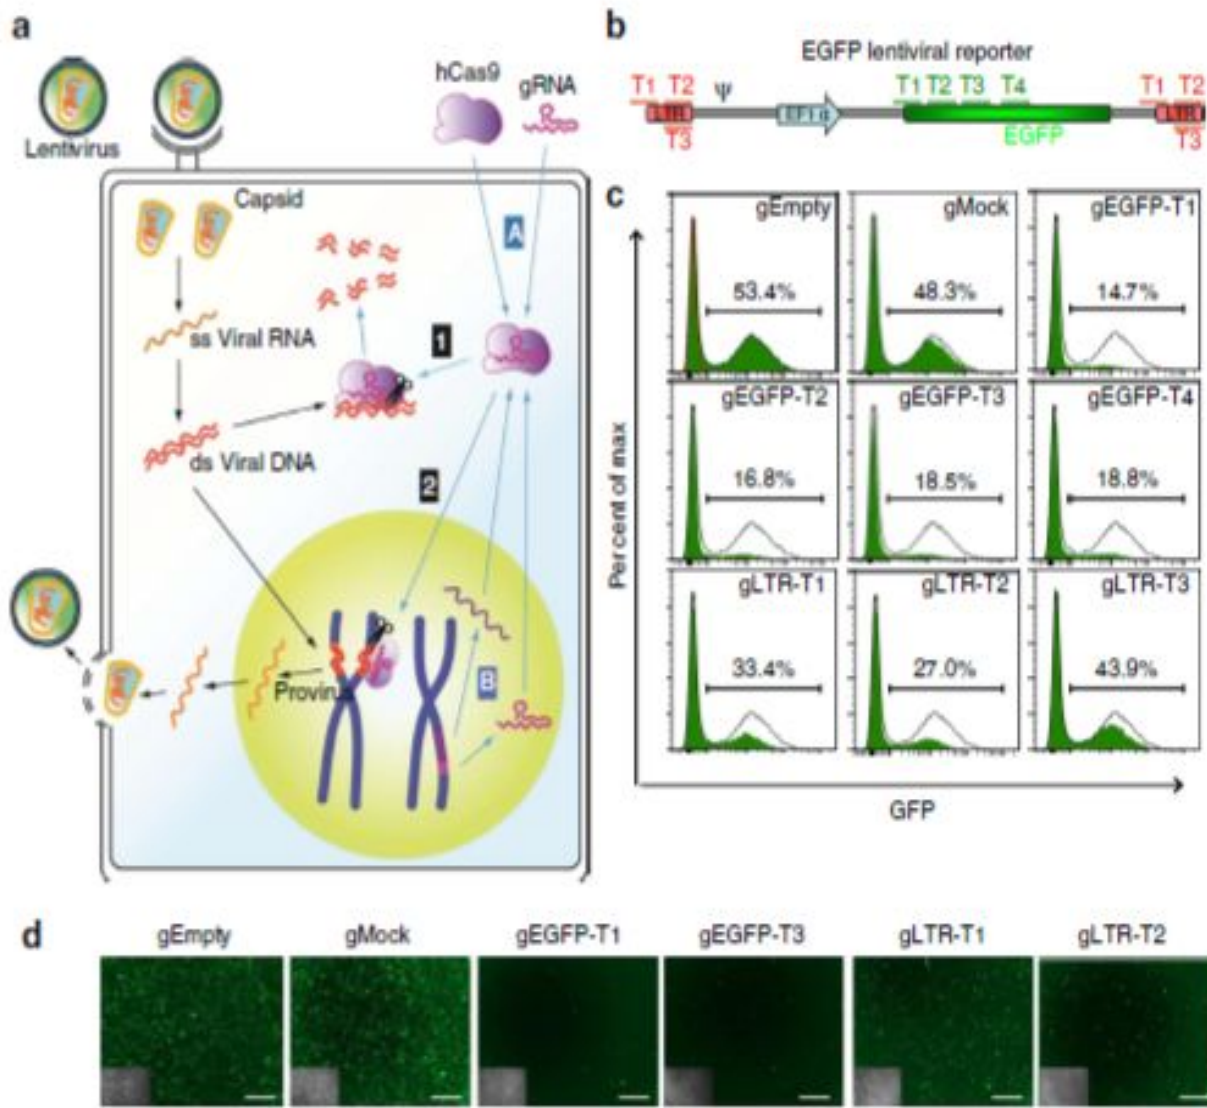 a
Lentivirus
hCas9
gRNA
Capsid
A
ss Viral RNA
1
ds Viral DNA
2
Provirus
B
b
EGFP lentiviral reporter
T1 T2 Ψ T1 T2 T3 T4 T1 T2
LTR EF1α LTR
T3 EGFP T3
c
gEmpty gMock gEGFP-T1
53.4% 48.3% 14.7%
gEGFP-T2 gEGFP-T3 gEGFP-T4
16.8% 18.5% 18.8%
gLTR-T1 gLTR-T2 gLTR-T3
33.4% 27.0% 43.9%
Percent of max
GFP
d
gEmpty gMock gEGFP-T1 gEGFP-T3 gLTR-T1 gLTR-T2